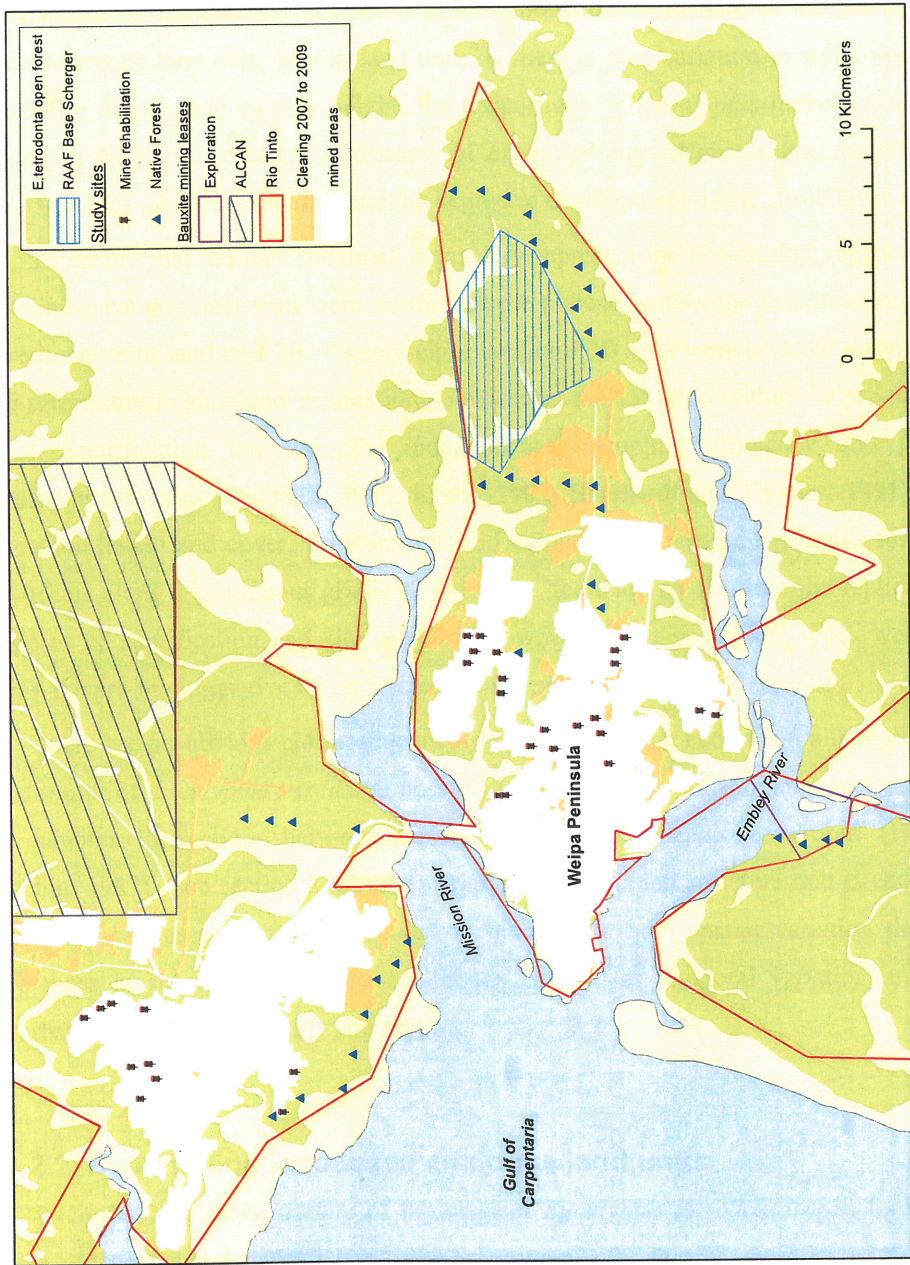 E.tetrodonta open forest
RAAF Base Scherger
Study sites
Mine rehabilitation
Native Forest
Bauxite mining leases
Exploration
ALCAN
Rio Tinto
Clearing 2007 to 2009
mined areas
Mission River
Weipa Peninsula
Embley River
Gulf of
Carpentaria
0 5 10 Kilometers